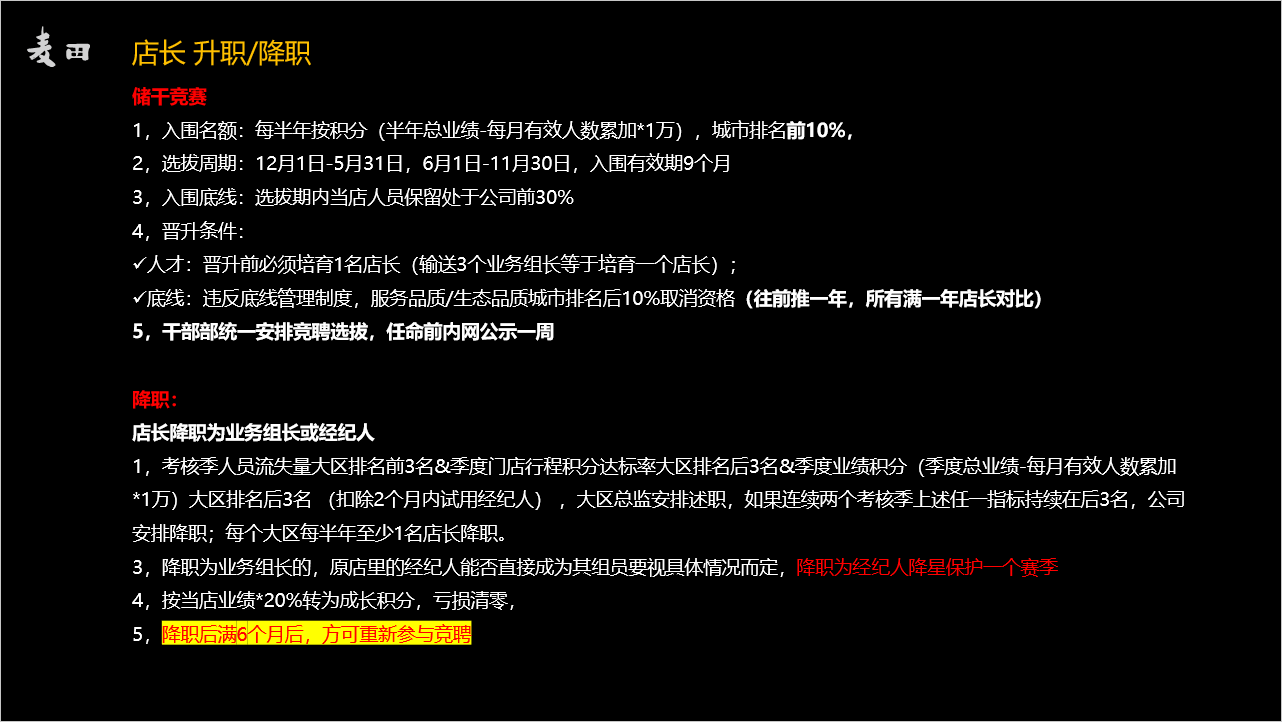 麦田
店长 升职/降职
储干竞赛
1，入围名额：每半年按积分（半年总业绩-每月有效人数累加*1万），城市排名前10%，
2，选拔周期：12月1日-5月31日，6月1日-11月30日，入围有效期9个月
3，入围底线：选拔期内当店人员保留处于公司前30%
4，晋升条件：
✓人才：晋升前必须培育1名店长（输送3个业务组长等于培育一个店长）；
✓底线：违反底线管理制度，服务品质/生态品质城市排名后10%取消资格（往前推一年，所有满一年店长对比）
5，干部部统一安排竞聘选拔，任命前内网公示一周
降职：
店长降职为业务组长或经纪人
1，考核季人员流失量大区排名前3名&季度门店行程积分达标率大区排名后3名&季度业绩积分（季度总业绩-每月有效人数累加
*1万）大区排名后3名 （扣除2个月内试用经纪人） ，大区总监安排述职，如果连续两个考核季上述任一指标持续在后3名，公司
安排降职；每个大区每半年至少1名店长降职。
3，降职为业务组长的，原店里的经纪人能否直接成为其组员要视具体情况而定，降职为经纪人降星保护一个赛季
4，按当店业绩*20%转为成长积分，亏损清零，
5，降职后满6个月后，方可重新参与竞聘